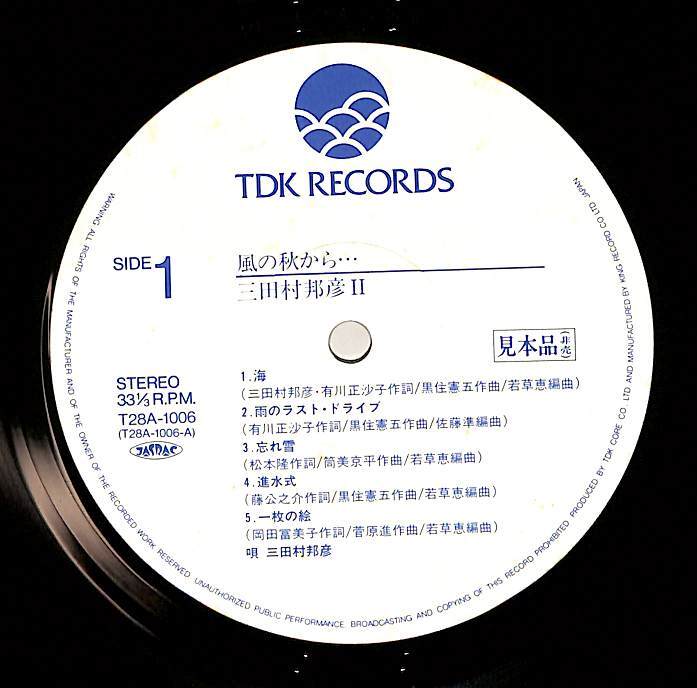 TDK RECORDS
SIDE 1
風の秋から…
三田村邦彦 II
見本品(非売)
STEREO
33 1/3 R.P.M.
T28A-1006
(T28A-1006-A)
JASRAC
1.海
(三田村邦彦・有川正沙子作詞/黒住憲五作曲/若草恵編曲)
2.雨のラスト・ドライブ
(有川正沙子作詞/黒住憲五作曲/佐藤準編曲)
3.忘れ雪
(松本隆作詞/筒美京平作曲/若草恵編曲)
4.進水式
(藤公之介作詞/黒住憲五作曲/若草恵編曲)
5.一枚の絵
(岡田冨美子作詞/菅原進作曲/若草恵編曲)
唄 三田村邦彦
WARNING. ALL RIGHTS OF THE MANUFACTURER AND OF THE OWNER OF THE RECORDED WORK RESERVED. UNAUTHORIZED PUBLIC PERFORMANCE. BROADCASTING AND COPYING OF THIS RECORD PROHIBITED. PRODUCED BY TDK CORE CO. LTD. AND MANUFACTURED BY KING RECORD CO. LTD. JAPAN